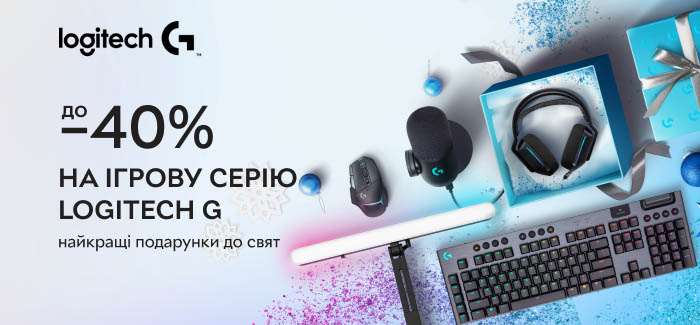 logitech G
до
-40%
НА ІГРОВУ СЕРІЮ
LOGITECH G
найкращі подарунки до свят